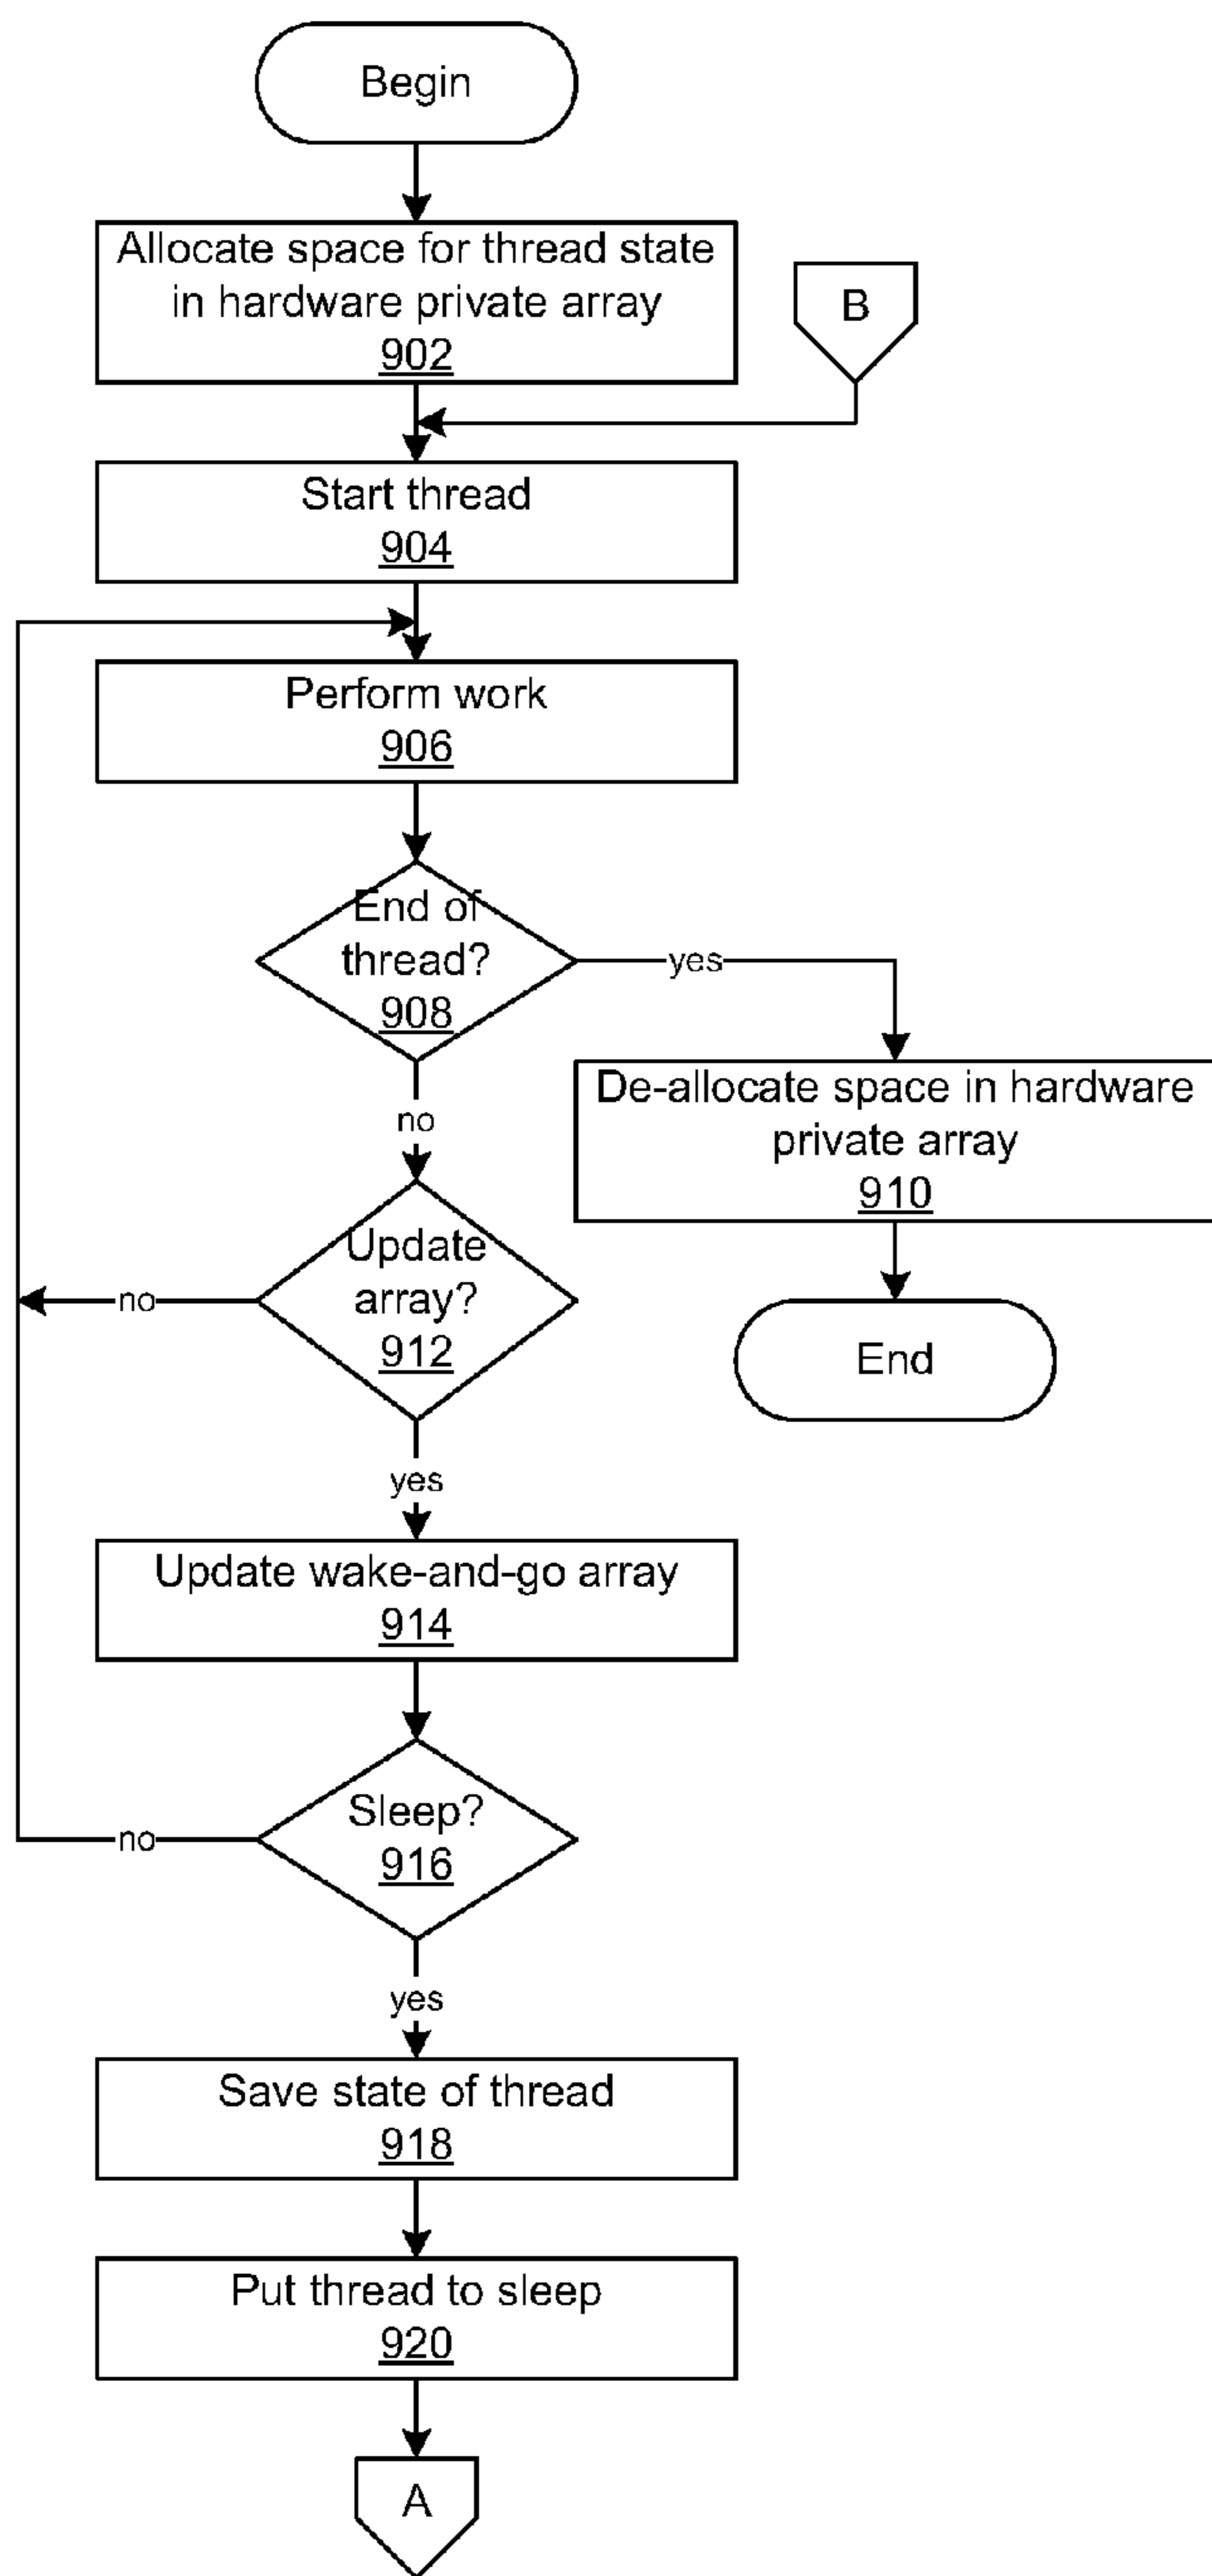 Begin
Allocate space for thread state
in hardware private array
902
B
Start thread
904
Perform work
906
End of
thread?
908
yes
no
De-allocate space in hardware
private array
910
Update
array?
912
no
End
yes
Update wake-and-go array
914
Sleep?
916
no
yes
Save state of thread
918
Put thread to sleep
920
A